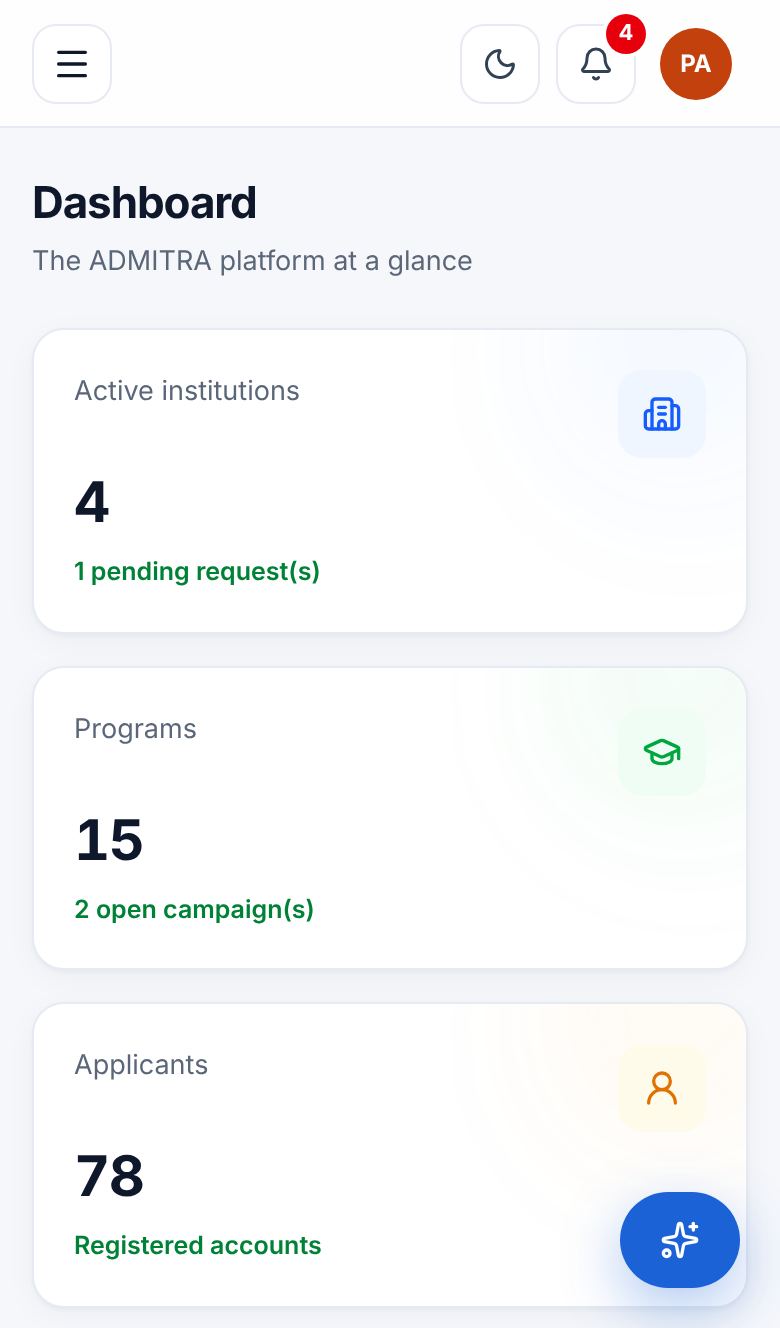 4
PA
Dashboard
The ADMITRA platform at a glance
Active institutions
4
1 pending request(s)
Programs
15
2 open campaign(s)
Applicants
78
Registered accounts